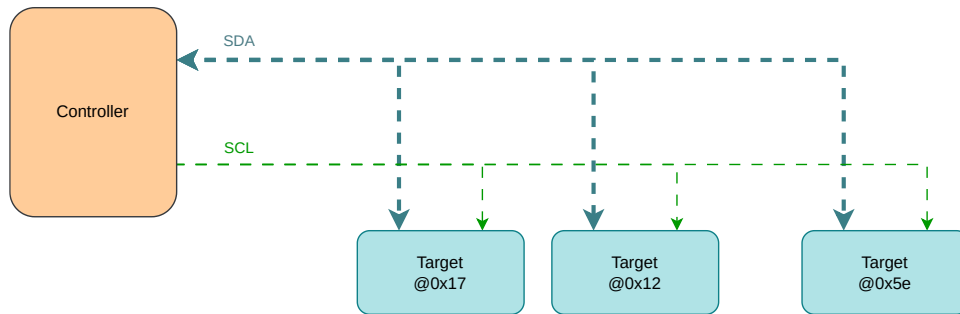 SDA
Controller
SCL
Target
@0x17
Target
@0x12
Target
@0x5e